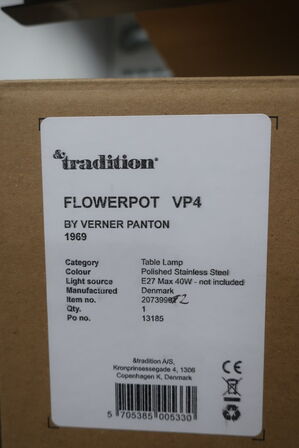 &tradition®
FLOWERPOT VP4
BY VERNER PANTON
1969
Category Table Lamp
Colour Polished Stainless Steel
Light source E27 Max 40W - not included
Manufactured Denmark
Item no.
Qty. 1
Po no. 13185
&tradition A/S,
Kronprinsessegade 4, 1306
Copenhagen K, Denmark
5 705385 005330
CE